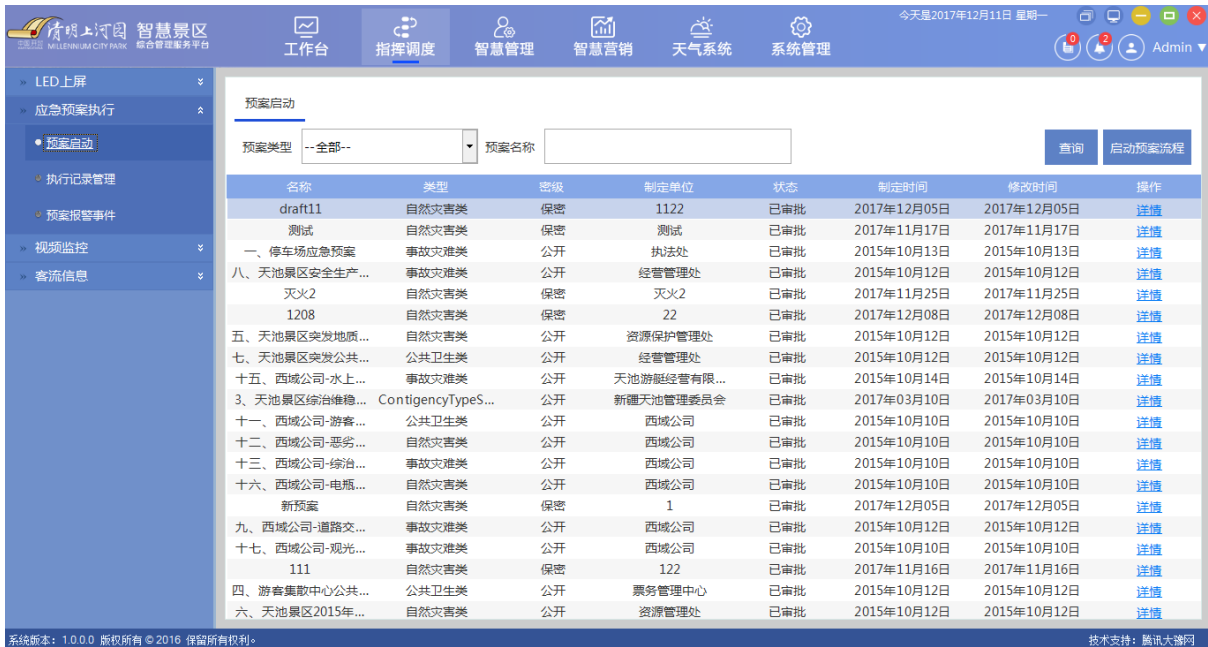 清明上河园 智慧景区
MILLENNIUM CITY PARK 综合管理服务平台
工作台 指挥调度 智慧管理 智慧营销 天气系统 系统管理
今天是2017年12月11日 星期一
0 2 Admin
LED上屏
应急预案执行
预案启动
执行记录管理
预案报警事件
视频监控
客流信息
预案启动
预案类型 --全部-- 预案名称 查询 启动预案流程
名称 类型 密级 制定单位 状态 制定时间 修改时间 操作
draft11 自然灾害类 保密 1122 已审批 2017年12月05日 2017年12月05日 详情
测试 自然灾害类 保密 测试 已审批 2017年11月17日 2017年11月17日 详情
一、停车场应急预案 事故灾难类 公开 执法处 已审批 2015年10月13日 2015年10月13日 详情
八、天池景区安全生产... 事故灾难类 公开 经营管理处 已审批 2015年10月12日 2015年10月12日 详情
灭火2 自然灾害类 保密 灭火2 已审批 2017年11月25日 2017年11月25日 详情
1208 自然灾害类 保密 22 已审批 2017年12月08日 2017年12月08日 详情
五、天池景区突发地质... 自然灾害类 公开 资源保护管理处 已审批 2015年10月12日 2015年10月12日 详情
七、天池景区突发公共... 公共卫生类 公开 经营管理处 已审批 2015年10月12日 2015年10月12日 详情
十五、西域公司-水上... 事故灾难类 公开 天池游艇经营有限... 已审批 2015年10月14日 2015年10月14日 详情
3、天池景区综治维稳... ContigencyTypeS... 公开 新疆天池管理委员会 已审批 2017年03月10日 2017年03月10日 详情
十一、西域公司-游客... 公共卫生类 公开 西域公司 已审批 2015年10月10日 2015年10月10日 详情
十二、西域公司-恶劣... 自然灾害类 公开 西域公司 已审批 2015年10月10日 2015年10月10日 详情
十三、西域公司-综治... 事故灾难类 公开 西域公司 已审批 2015年10月10日 2015年10月10日 详情
十六、西域公司-电瓶... 自然灾害类 公开 西域公司 已审批 2015年10月10日 2015年10月10日 详情
新预案 自然灾害类 保密 1 已审批 2017年12月05日 2017年12月05日 详情
九、西域公司-道路交... 事故灾难类 公开 西域公司 已审批 2015年10月12日 2015年10月12日 详情
十七、西域公司-观光... 事故灾难类 公开 西域公司 已审批 2015年10月10日 2015年10月10日 详情
111 自然灾害类 保密 122 已审批 2017年11月16日 2017年11月16日 详情
四、游客集散中心公共... 公共卫生类 公开 票务管理中心 已审批 2015年10月12日 2015年10月12日 详情
六、天池景区2015年... 自然灾害类 公开 资源管理处 已审批 2015年10月12日 2015年10月12日 详情
系统版本：1.0.0.0 版权所有©2016 保留所有权利。 技术支持：腾讯大豫网